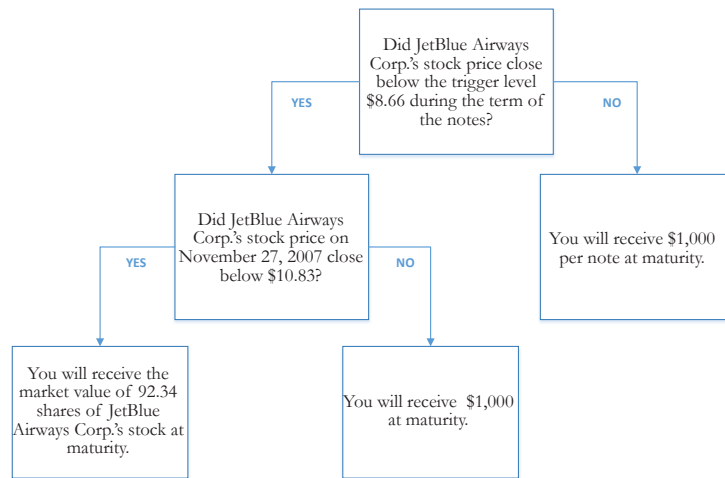 Did JetBlue Airways
Corp.'s stock price close
below the trigger level
$8.66 during the term of
the notes?
YES
NO
Did JetBlue Airways
Corp.'s stock price on
November 27, 2007 close
below $10.83?
You will receive $1,000
per note at maturity.
YES
NO
You will receive the
market value of 92.34
shares of JetBlue
Airways Corp.'s stock at
maturity.
You will receive  $1,000
at maturity.